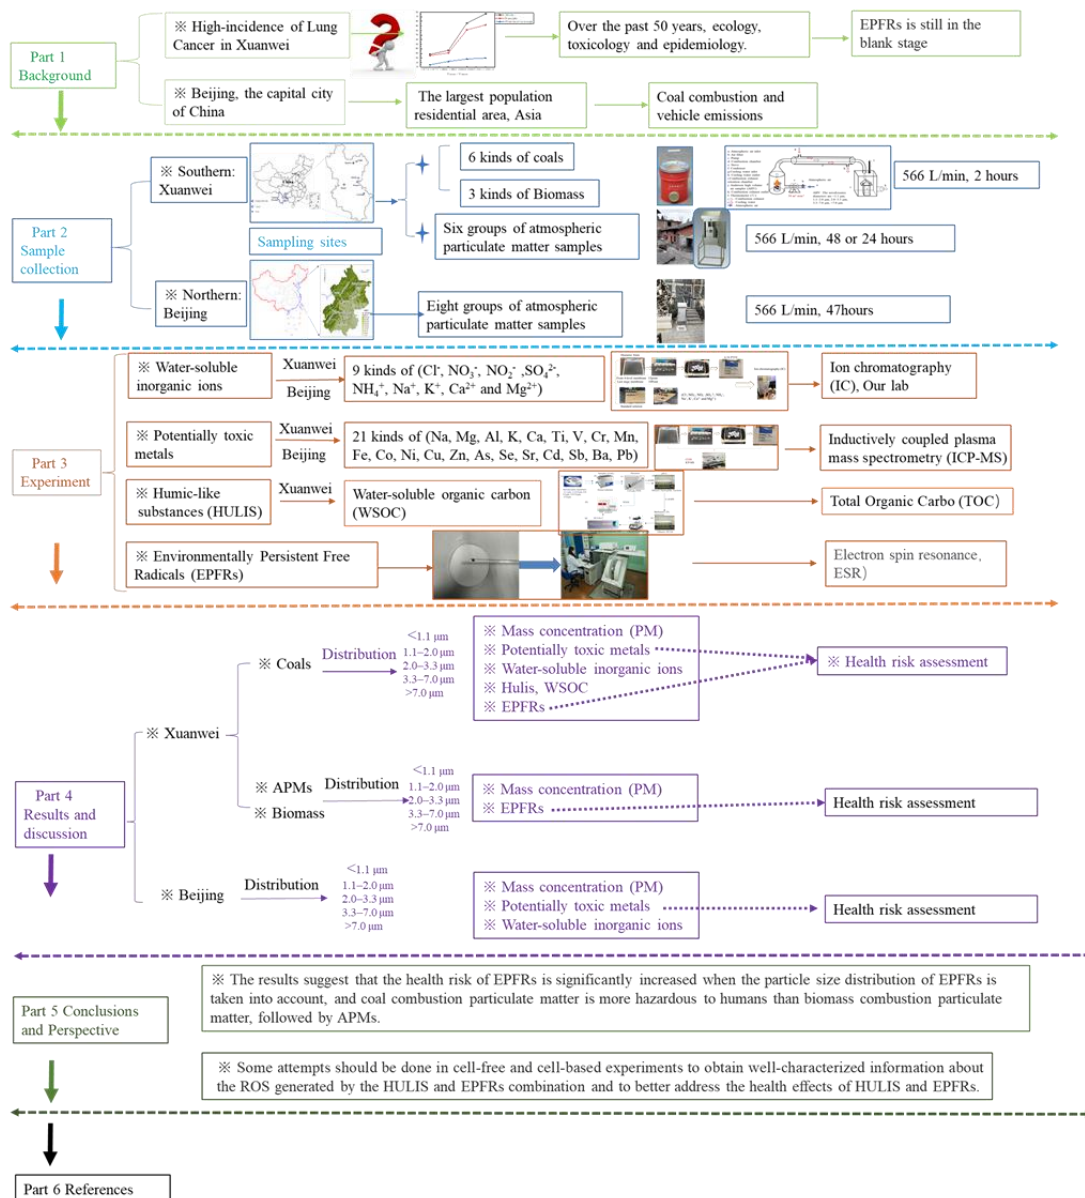 Part 1
Background
※ High-incidence of Lung
Cancer in Xuanwei
Over the past 50 years, ecology,
toxicology and epidemiology.
EPFRs is still in the
blank stage
※ Beijing, the capital city
of China
The largest population
residential area, Asia
Coal combustion and
vehicle emissions
Part 2
Sample
collection
※ Southern:
Xuanwei
6 kinds of coals
3 kinds of Biomass
566 L/min, 2 hours
Six groups of atmospheric
particulate matter samples
566 L/min, 48 or 24 hours
Sampling sites
※ Northern:
Beijing
Eight groups of atmospheric
particulate matter samples
566 L/min, 47hours
Part 3
Experiment
※ Water-soluble
inorganic ions
Xuanwei
Beijing
9 kinds of (Cl⁻, NO₃⁻, NO₂⁻ ,SO₄²⁻,
NH₄⁺, Na⁺, K⁺, Ca²⁺ and Mg²⁺)
Ion chromatography
(IC), Our lab
※ Potentially toxic
metals
Xuanwei
Beijing
21 kinds of (Na, Mg, Al, K, Ca, Ti, V, Cr, Mn,
Fe, Co, Ni, Cu, Zn, As, Se, Sr, Cd, Sb, Ba, Pb)
Inductively coupled plasma
mass spectrometry (ICP-MS)
※ Humic-like
substances (HULIS)
Xuanwei
Water-soluble organic carbon
(WSOC)
Total Organic Carbo (TOC)
※ Environmentally Persistent Free
Radicals (EPFRs)
Electron spin resonance,
ESR)
Part 4
Results and
discussion
※ Xuanwei
※ Coals
Distribution
<1.1 μm
1.1–2.0 μm
2.0–3.3 μm
3.3–7.0 μm
>7.0 μm
※ Mass concentration (PM)
※ Potentially toxic metals
※ Water-soluble inorganic ions
※ Hulis, WSOC
※ EPFRs
※ Health risk assessment
※ APMs
※ Biomass
Distribution
<1.1 μm
1.1–2.0 μm
2.0–3.3 μm
3.3–7.0 μm
>7.0 μm
※ Mass concentration (PM)
※ EPFRs
Health risk assessment
※ Beijing
Distribution
<1.1 μm
1.1–2.0 μm
2.0–3.3 μm
3.3–7.0 μm
>7.0 μm
※ Mass concentration (PM)
※ Potentially toxic metals
※ Water-soluble inorganic ions
Health risk assessment
Part 5 Conclusions
and Perspective
※ The results suggest that the health risk of EPFRs is significantly increased when the particle size distribution of EPFRs is
taken into account, and coal combustion particulate matter is more hazardous to humans than biomass combustion particulate
matter, followed by APMs.
※ Some attempts should be done in cell-free and cell-based experiments to obtain well-characterized information about
the ROS generated by the HULIS and EPFRs combination and to better address the health effects of HULIS and EPFRs.
Part 6 References